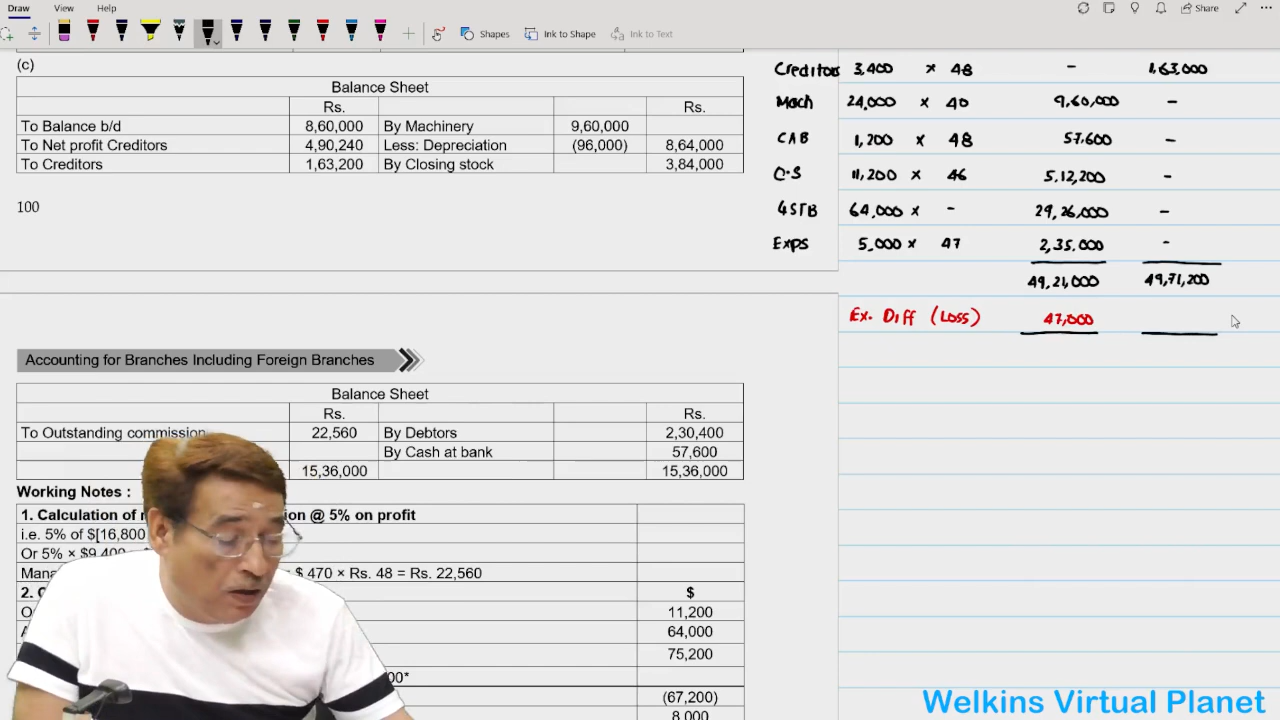 Draw View Help
Share
Shapes Ink to Shape Ink to Text
(c)
Balance Sheet
Rs. Rs.
To Balance b/d 8,60,000 By Machinery 9,60,000
To Net profit Creditors 4,90,240 Less: Depreciation (96,000) 8,64,000
To Creditors 1,63,200 By Closing stock 3,84,000
100
Accounting for Branches Including Foreign Branches
Balance Sheet
Rs. Rs.
To Outstanding commission 22,560 By Debtors 2,30,400
By Cash at bank 57,600
15,36,000 15,36,000
Working Notes :
1. Calculation of ion @ 5% on profit
i.e. 5% of $[16,800
Or 5% × $9,400
Mana $ 470 × Rs. 48 = Rs. 22,560
2. $
11,200
64,000
75,200
00*
(67,200)
8,000
Creditors 3,400 × 48 - 1,63,000
Mach 24,000 × 40 9,60,000 -
CAB 1,200 × 48 57,600 -
O.S 11,200 × 46 5,12,200 -
GSTB 64,000 × - 29,26,000 -
Exps 5,000 × 47 2,35,000 -
49,21,000 49,71,200
Ex. Diff (Loss) 47,000
Welkins Virtual Planet